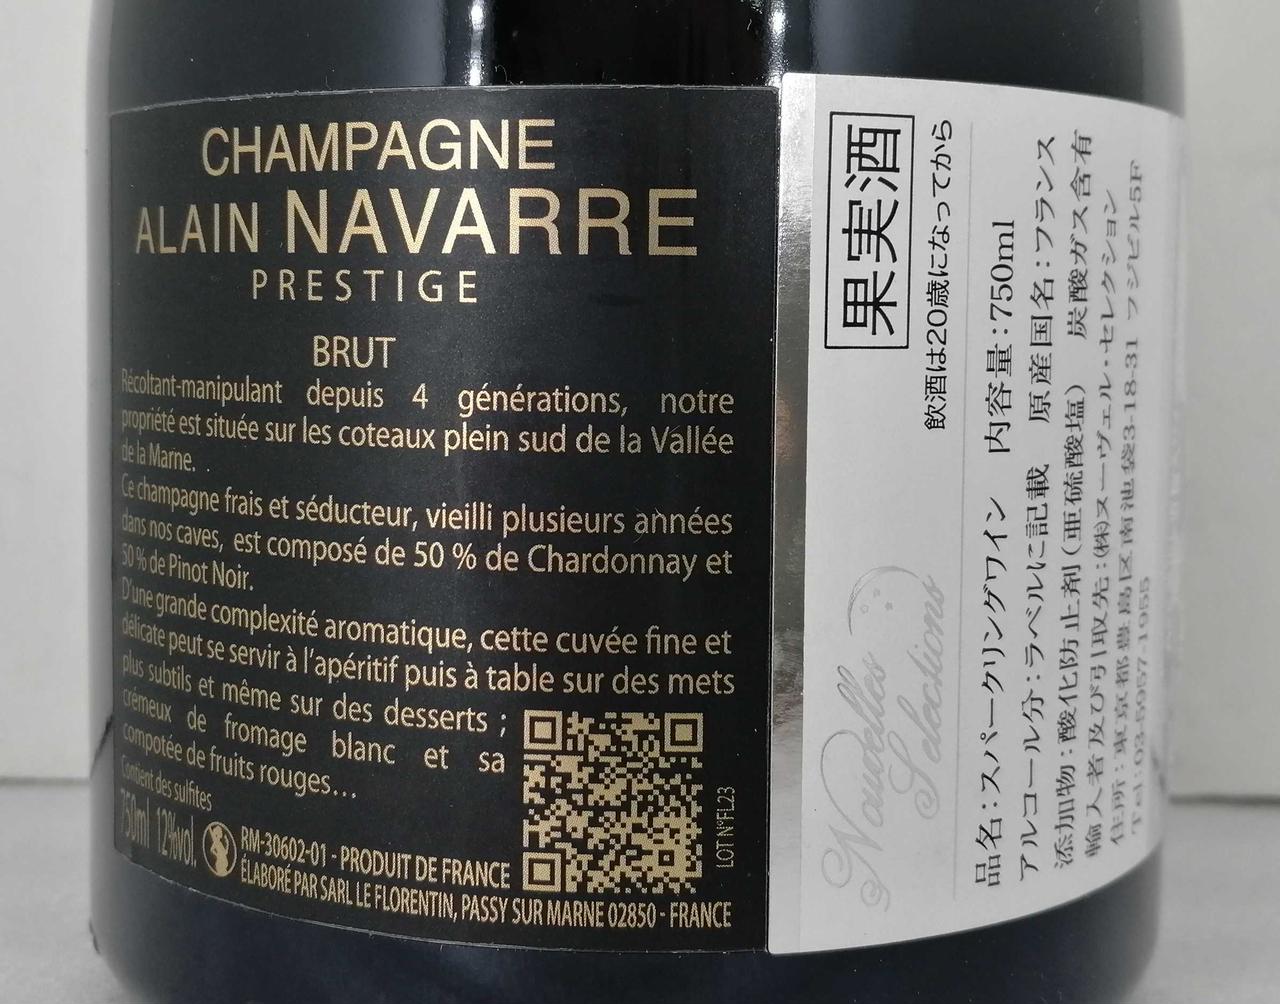 CHAMPAGNE
ALAIN NAVARRE
PRESTIGE
BRUT
Récoltant-manipulant depuis 4 générations, notre
propriété est située sur les coteaux plein sud de la Vallée
de la Marne. .
Ce champagne frais et séducteur, vieilli plusieurs années
dans nos caves, est composé de 50 % de Chardonnay et
50 % de Pinot Noir.
D'une grande complexité aromatique, cette cuvée fine et
délicate peut se servir à l'apéritif puis à table sur des mets
plus subtils et même sur des desserts ;
crémeux de fromage blanc et sa
compotée de fruits rouges...
Contient des sulfites
750ml 12%vol.
RM-30602-01 - PRODUIT DE FRANCE
ÉLABORÉ PAR SARL LE FLORENTIN, PASSY SUR MARNE 02850 - FRANCE
LOT N°FL23
果実酒
飲酒は20歳になってから
品名:スパークリングワイン 内容量:750ml
アルコール分:ラベルに記載 原産国名:フランス
添加物:酸化防止剤(亜硫酸塩) 炭酸ガス含有
輸入者及び引取先:㈱ヌーヴェル・セレクション
住所:東京都豊島区南池袋3-18-31 フジビル5F
Tel:03-5957-1955
Nouvelles
Selections